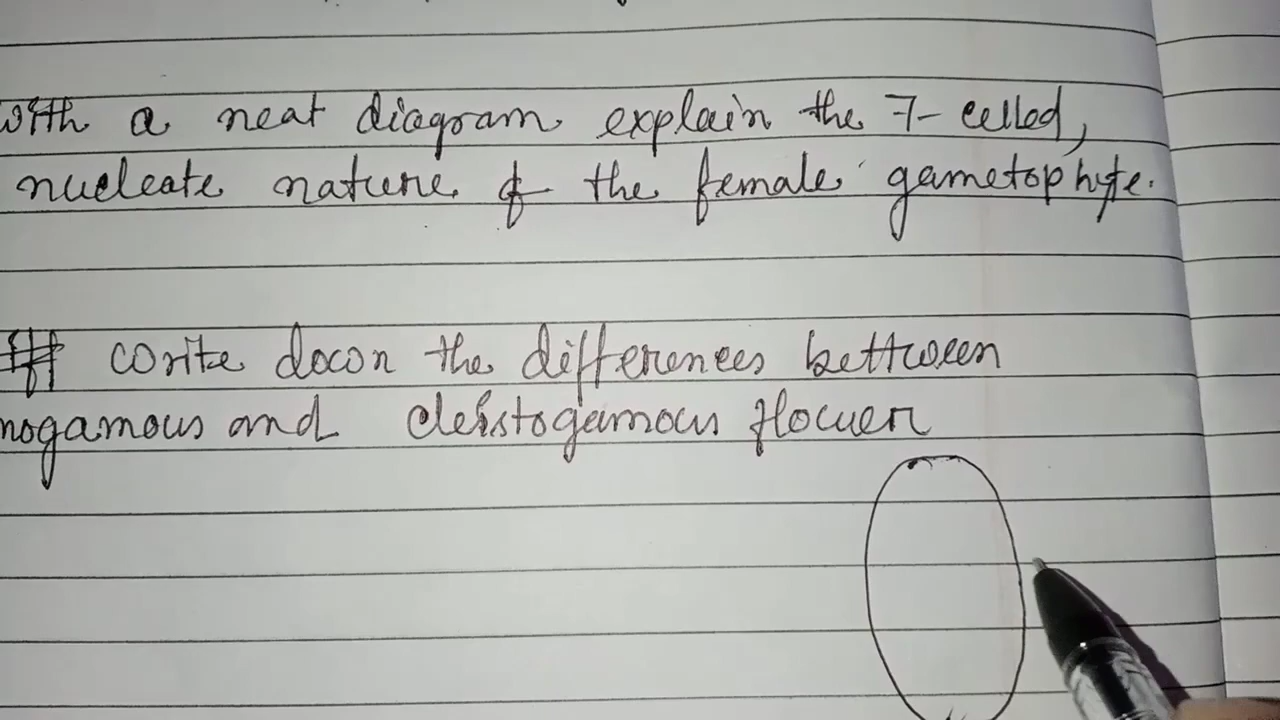 with a neat diagram explain the 7-celled,
nucleate nature of the female gametophyte.
write down the differences bettween
nogamous and cleistogamous flower